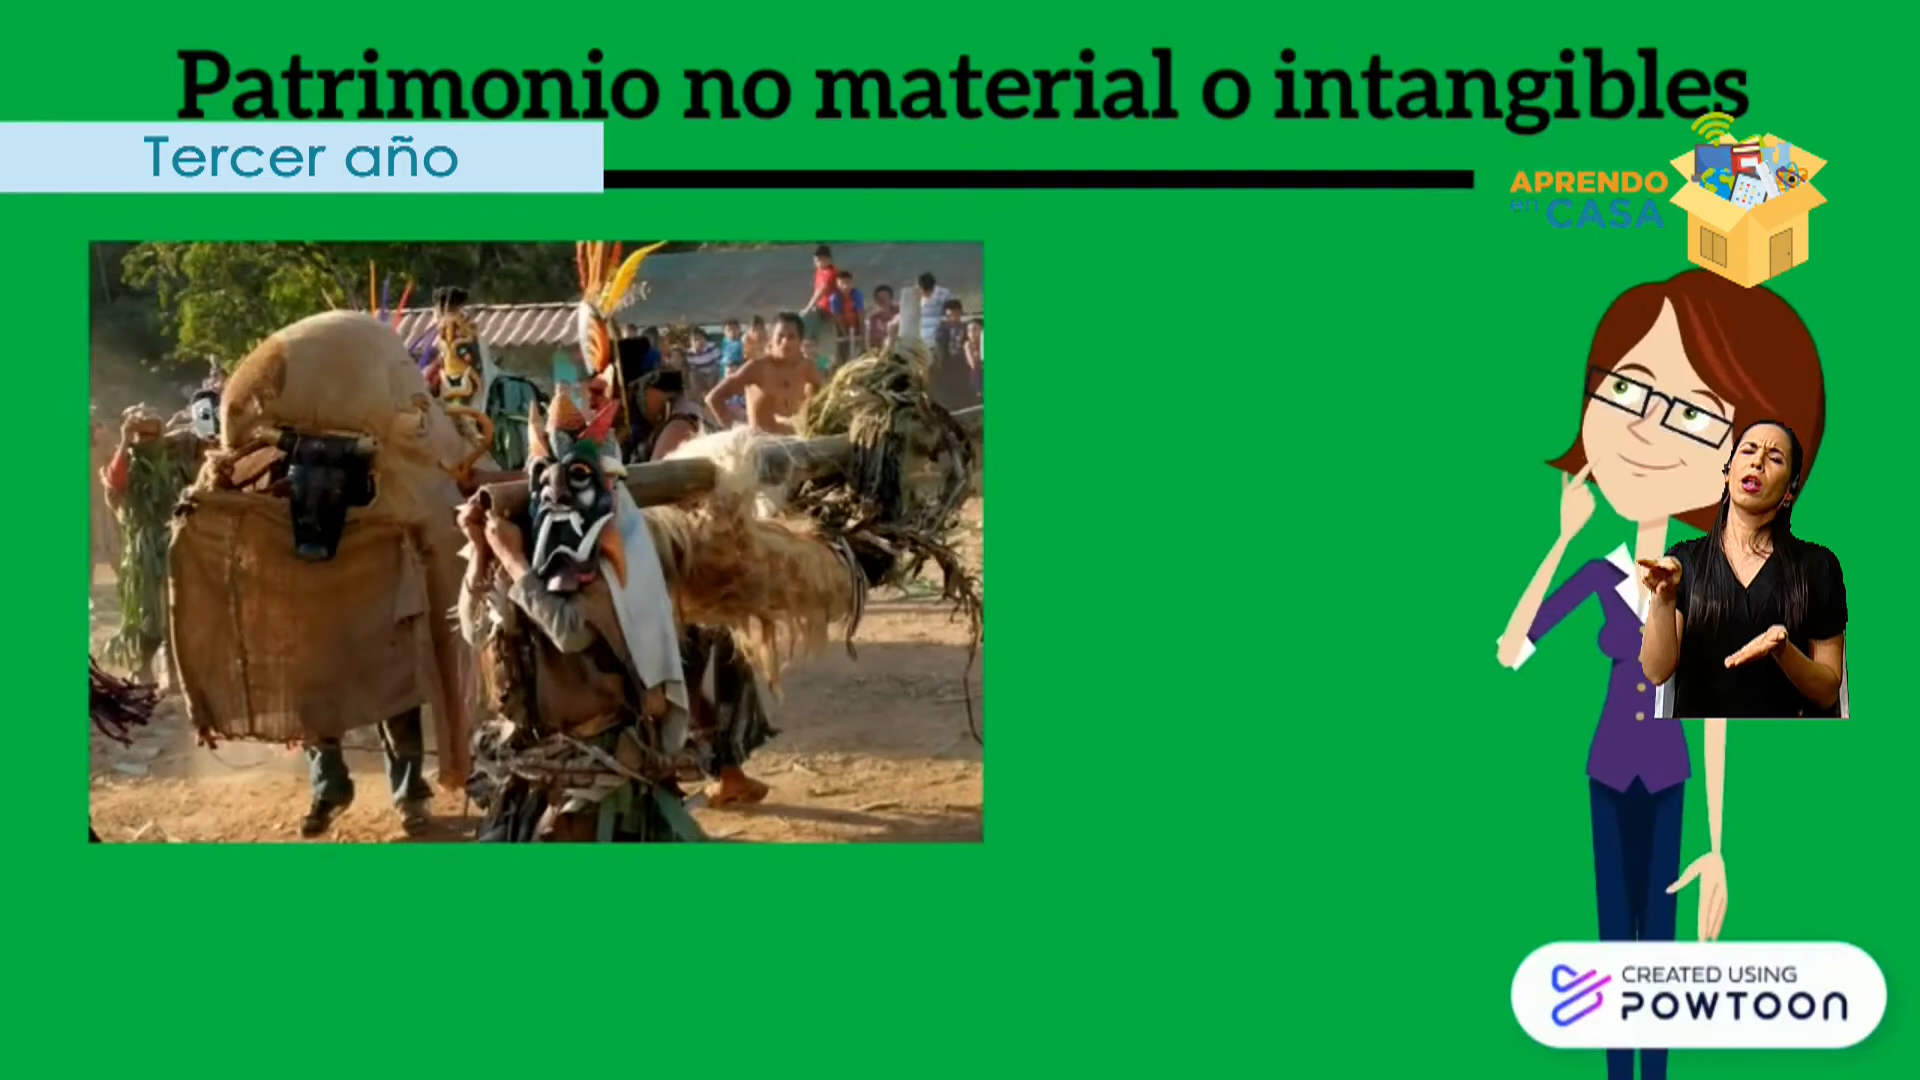 Patrimonio no material o intangibles
Tercer año
APRENDO
en CASA
CREATED USING
POWTOON